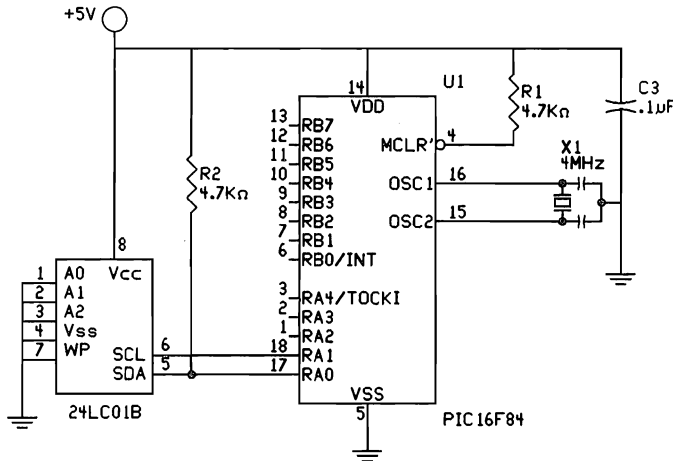 +5V
14
VDD
U1
R1
4.7KΩ
C3
.1µF
13 RB7
12 RB6
11 RB5
10 RB4
9 RB3
8 RB2
7 RB1
6 RB0/INT
3 RA4/TOCKI
2 RA3
1 RA2
18 RA1
17 RA0
MCLR' 4
OSC1 16
OSC2 15
X1
4MHz
R2
4.7KΩ
8
Vcc
1 A0
2 A1
3 A2
4 Vss
7 WP
SCL 6
SDA 5
24LC01B
VSS
5
PIC16F84